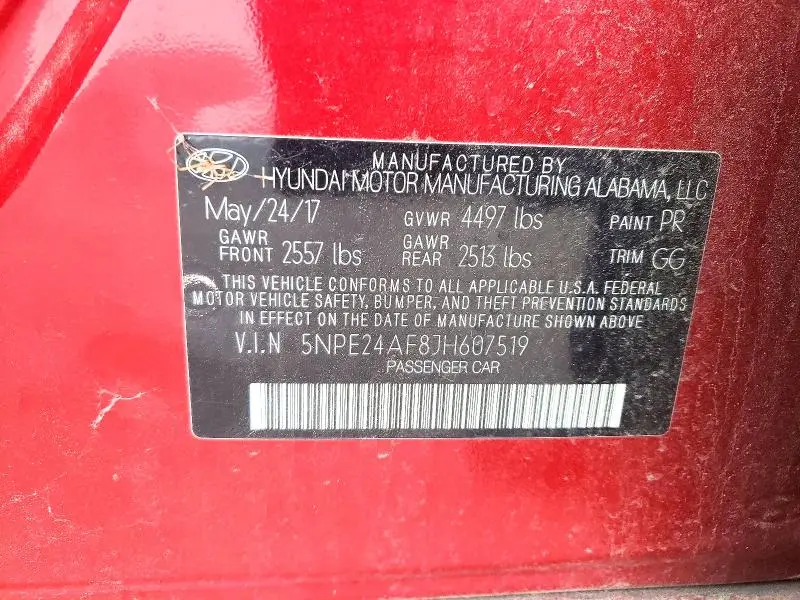 MANUFACTURED BY
HYUNDAI MOTOR MANUFACTURING ALABAMA, LLC
May/24/17 GVWR 4497 lbs PAINT PR
GAWR FRONT 2557 lbs GAWR REAR 2513 lbs TRIM GG
THIS VEHICLE CONFORMS TO ALL APPLICABLE U.S.A. FEDERAL
MOTOR VEHICLE SAFETY, BUMPER, AND THEFT PREVENTION STANDARDS
IN EFFECT ON THE DATE OF MANUFACTURE SHOWN ABOVE
V.I.N 5NPE24AF8JH607519
PASSENGER CAR